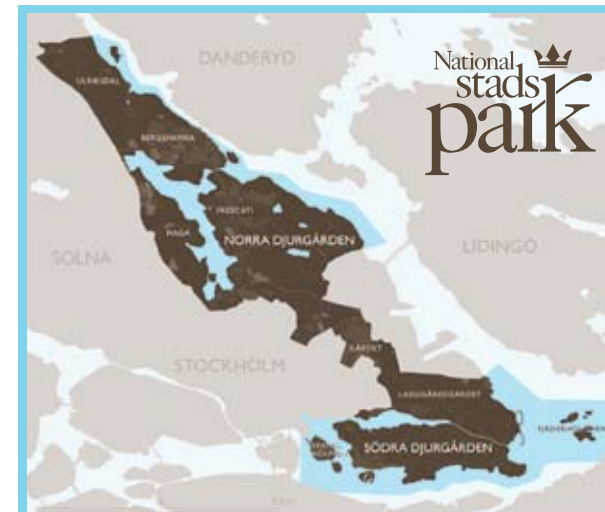 National
stads
park
DANDERYD
ULRIKSDAL
BERGSHAMRA
FRESCATI
HAGA
NORRA DJURGÅRDEN
SOLNA
LIDINGÖ
GÄRDET
STOCKHOLM
LADUGÅRDSGÄRDET
SÖDRA DJURGÅRDEN